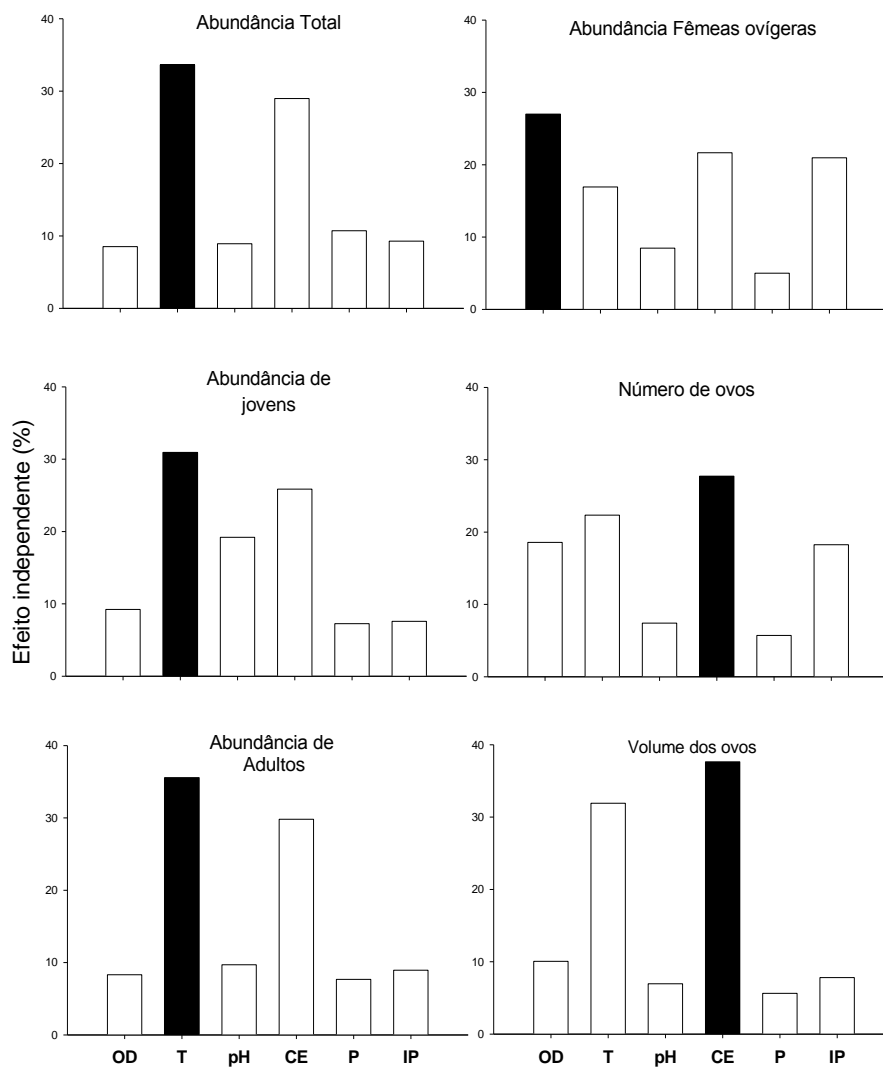 Abundância Total
40
30
20
10
0
Abundância Fêmeas ovígeras
40
30
20
10
0
Efeito independente (%)
Abundância de
jovens
40
30
20
10
0
Número de ovos
40
30
20
10
0
Abundância de
Adultos
40
30
20
10
0
OD T pH CE P IP
Volume dos ovos
40
30
20
10
0
OD T pH CE P IP